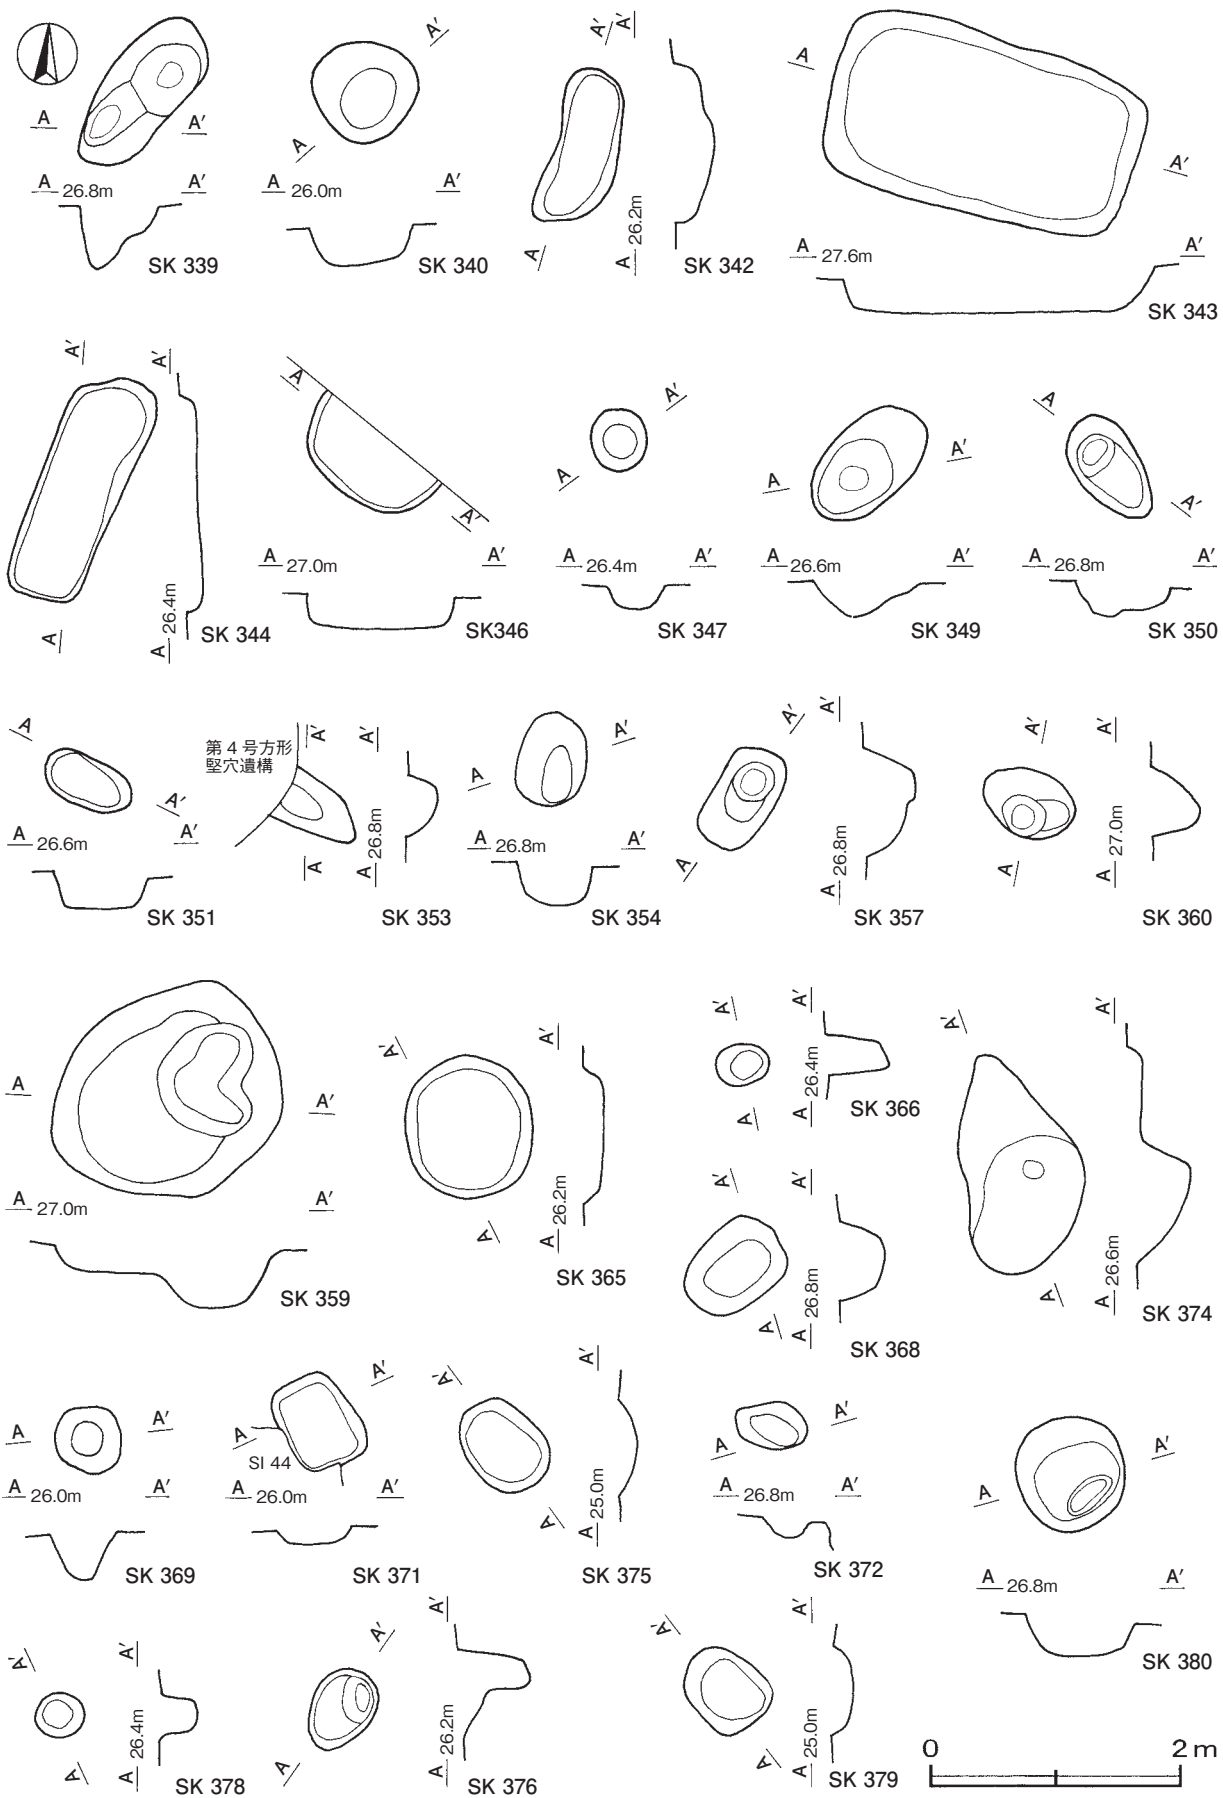 A A'
A 26.8m A'
SK 339
A A'
A 26.0m A'
SK 340
A A'
A 26.2m A'
SK 342
A A'
A 27.6m A'
SK 343
A A'
A 26.4m A'
SK 344
A A'
A 27.0m A'
SK346
A A'
A 26.4m A'
SK 347
A A'
A 26.6m A'
SK 349
A A'
A 26.8m A'
SK 350
A A'
A 26.6m A'
SK 351
第4号方形
竪穴遺構
A A'
A 26.8m A'
SK 353
A A'
A 26.8m A'
SK 354
A A'
A 26.8m A'
SK 357
A A'
A 27.0m A'
SK 360
A A'
A 27.0m A'
SK 359
A A'
A 26.2m A'
SK 365
A A'
A 26.4m A'
SK 366
A A'
A 26.8m A'
SK 368
A A'
A 26.6m A'
SK 374
A A'
A 26.0m A'
SK 369
A A'
SI 44
A 26.0m A'
SK 371
A A'
A 25.0m A'
SK 375
A A'
A 26.8m A'
SK 372
A A'
A 26.8m A'
SK 380
A A'
A 26.4m A'
SK 378
A A'
A 26.2m A'
SK 376
A A'
A 25.0m A'
SK 379
0 2 m